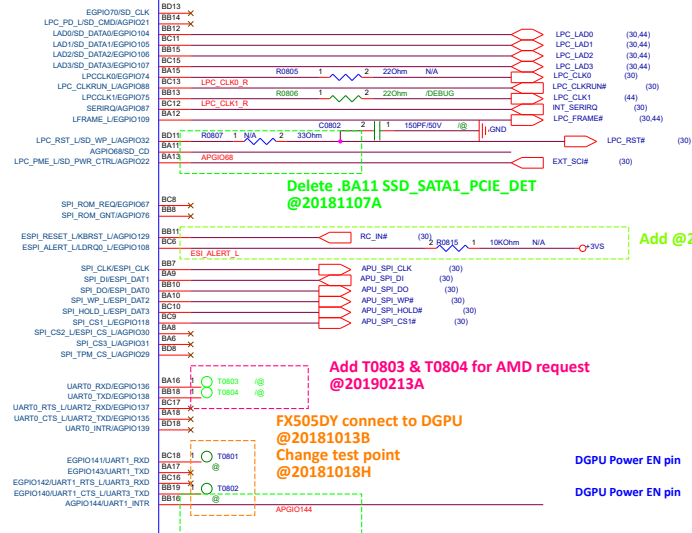 EGPIO70/SD_CLK BD13
LPC_PD_L/SD_CMD/AGPIO21 BB14
LAD0/SD_DATA0/EGPIO104 BB12 LPC_LAD0 (30,44)
LAD1/SD_DATA1/EGPIO105 BC11 LPC_LAD1 (30,44)
LAD2/SD_DATA2/EGPIO106 BB15 LPC_LAD2 (30,44)
LAD3/SD_DATA3/EGPIO107 BC15 LPC_LAD3 (30,44)
LPCCLK0/EGPIO74 BA15 R0805 1 2 22Ohm N/A LPC_CLK0 (30)
LPC_CLKRUN_L/AGPIO88 BC13 LPC_CLK0_R LPC_CLKRUN# (30)
LPCCLK1/EGPIO75 BB13 R0806 1 2 22Ohm /DEBUG LPC_CLK1 (44)
SERIRQ/AGPIO87 BC12 LPC_CLK1_R INT_SERIRQ (30)
LFRAME_L/EGPIO109 BA12 LPC_FRAME# (30,44)
C0802 2 1 150PF/50V /@ GND
LPC_RST_L/SD_WP_L/AGPIO32 BD11 R0807 1 N/A 2 33Ohm LPC_RST# (30)
AGPIO68/SD_CD BA11
LPC_PME_L/SD_PWR_CTRL/AGPIO22 BA13 APGIO68 EXT_SCI# (30)
Delete .BA11 SSD_SATA1_PCIE_DET
@20181107A
SPI_ROM_REQ/EGPIO67 BC8
SPI_ROM_GNT/AGPIO76 BB8
ESPI_RESET_L/KBRST_L/AGPIO129 BB11 RC_IN# (30)
ESPI_ALERT_L/LDRQ0_L/EGPIO108 BC6 ESI_ALERT_L 2 R0815 1 10KOhm N/A +3VS
Add @2
SPI_CLK/ESPI_CLK BB7 APU_SPI_CLK (30)
SPI_DI/ESPI_DAT1 BA9 APU_SPI_DI (30)
SPI_DO/ESPI_DAT0 BB10 APU_SPI_DO (30)
SPI_WP_L/ESPI_DAT2 BA10 APU_SPI_WP# (30)
SPI_HOLD_L/ESPI_DAT3 BC10 APU_SPI_HOLD# (30)
SPI_CS1_L/EGPIO118 BC9 APU_SPI_CS1# (30)
SPI_CS2_L/ESPI_CS_L/AGPIO30 BA8
SPI_CS3_L/AGPIO31 BA6
SPI_TPM_CS_L/AGPIO29 BD8
Add T0803 & T0804 for AMD request
@20190213A
UART0_RXD/EGPIO136 BA16 1 T0803 /@
UART0_TXD/EGPIO138 BB18 1 T0804 /@
UART0_RTS_L/UART2_RXD/EGPIO137 BC17
UART0_CTS_L/UART2_TXD/EGPIO135 BA18
UART0_INTR/AGPIO139 BD18
FX505DY connect to DGPU
@20181013B
Change test point
@20181018H
EGPIO141/UART1_RXD BC18 1 T0801 @ DGPU Power EN pin
EGPIO143/UART1_TXD BA17
EGPIO142/UART1_RTS_L/UART3_RXD BC16
EGPIO140/UART1_CTS_L/UART3_TXD BB19 1 T0802 @ DGPU Power EN pin
AGPIO144/UART1_INTR BB16 APGIO144